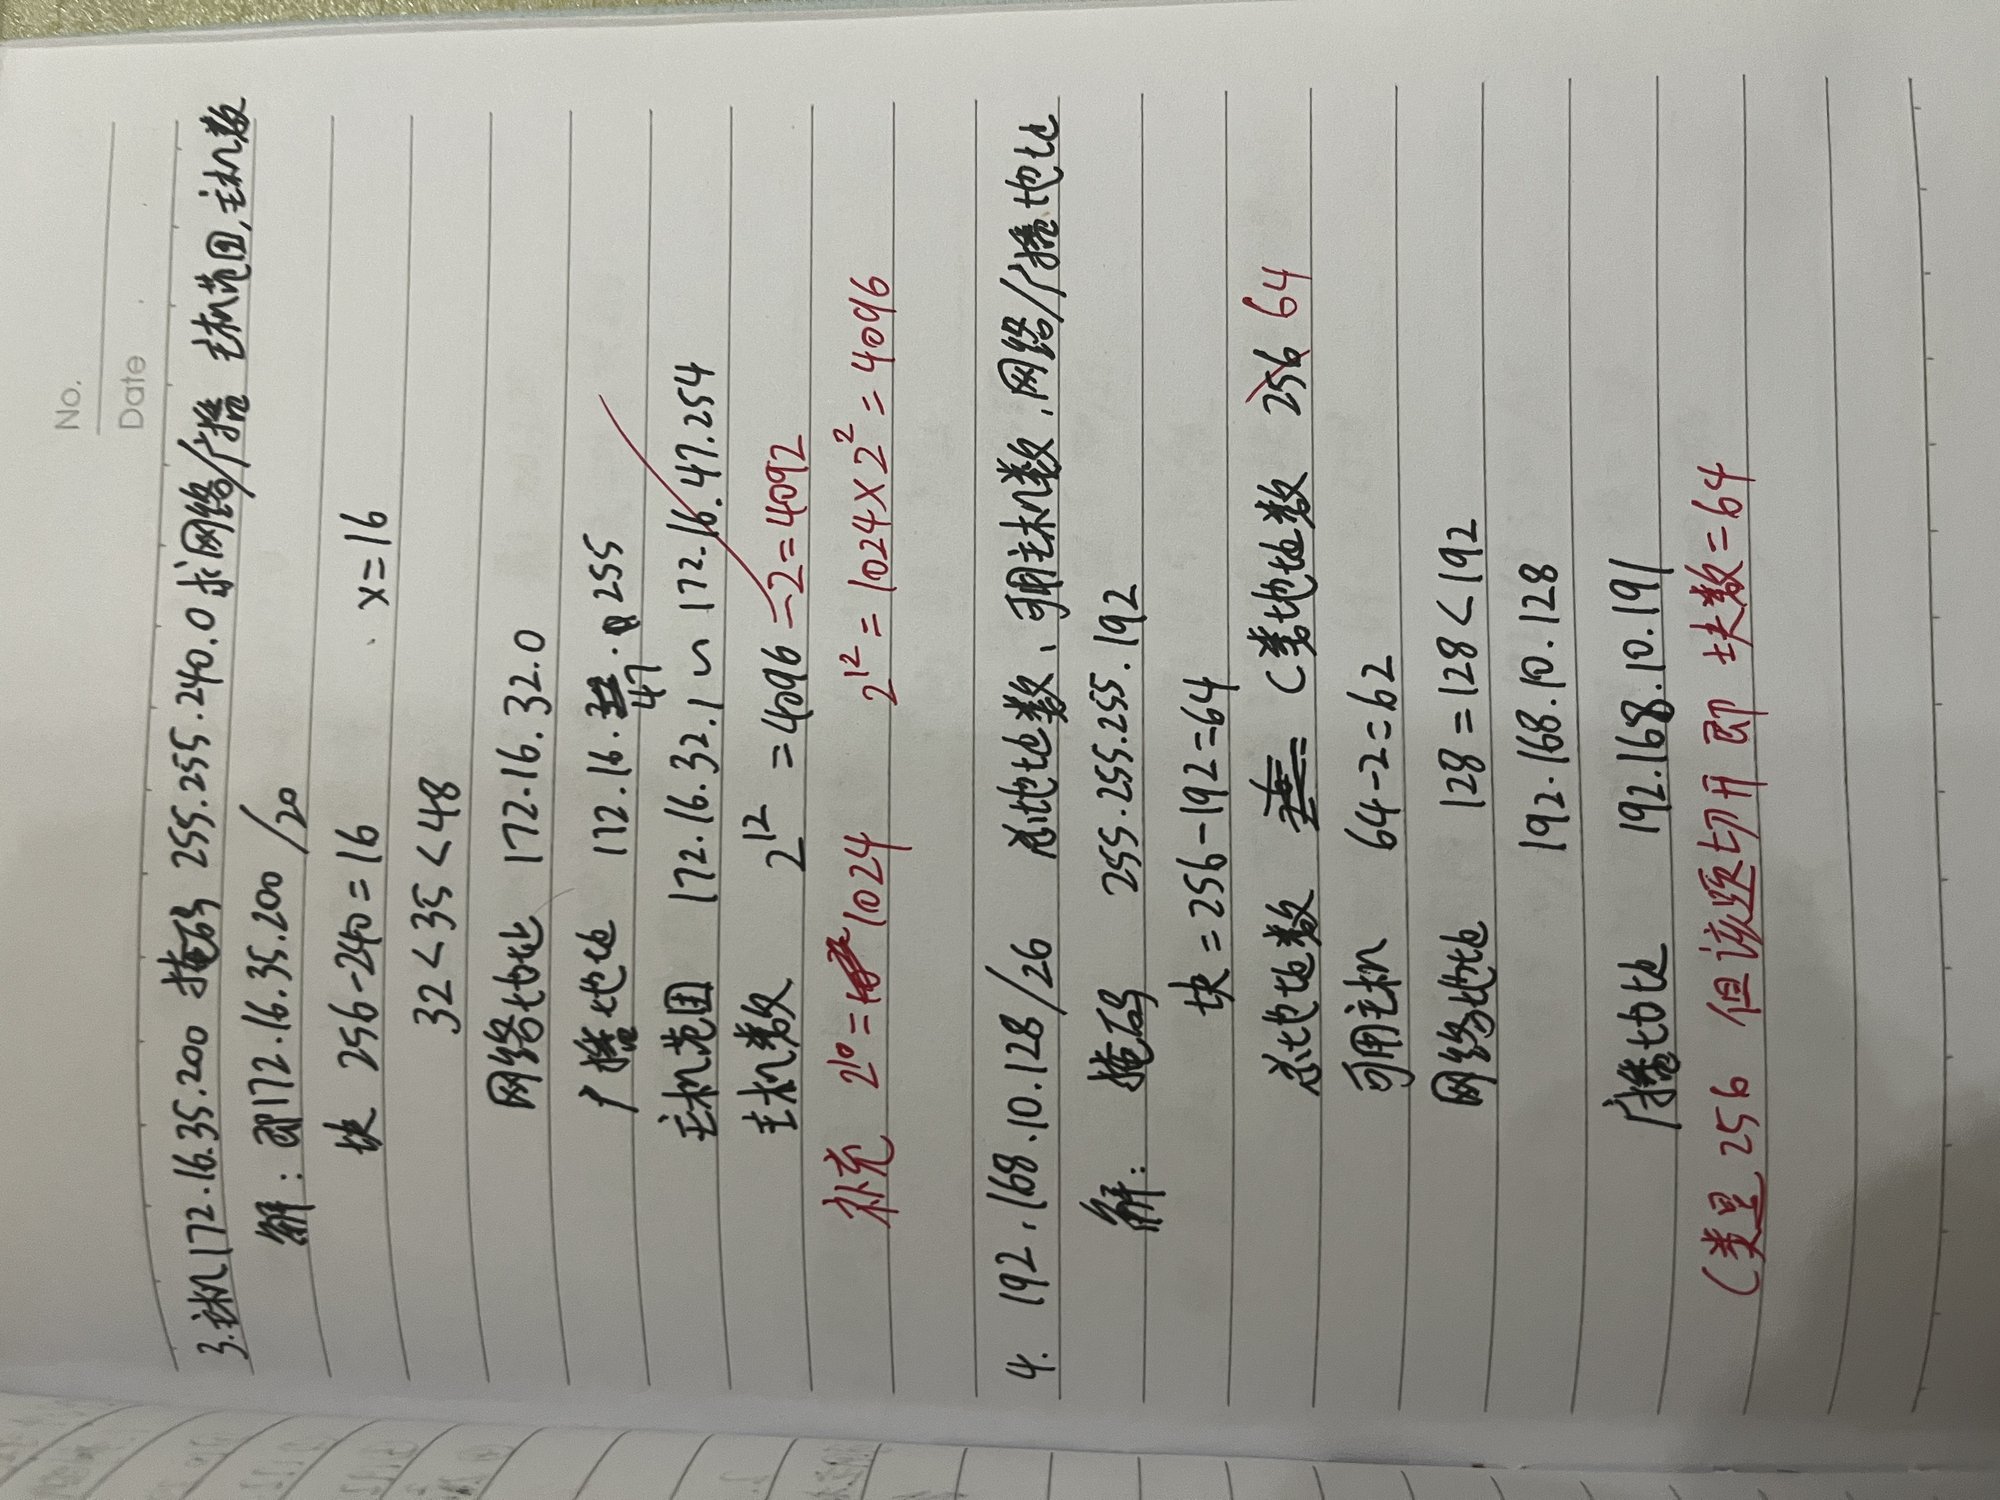 No.
Date
3.主机172.16.35.200 掩码 255.255.240.0 求网络/广播 主机范围,主机数
解:即172.16.35.200 /20
块 256-240=16 x=16
32<35<48
网络地址 172.16.32.0
广播地址 172.16.47.255
主机范围 172.16.32.1~172.16.47.254
主机数 2^12 =4096-2=4092
补充 2^10=1024 2^12=1024×2^2=4096
4. 192.168.10.128/26 总地址数、可用主机数,网络/广播地址
解: 掩码 255.255.255.192
块=256-192=64
总地址数 C类地址数 256 64
可用主机 64-2=62
网络地址 128=128<192
192.168.10.128
广播地址 192.168.10.191
(类是256 但该题切开 即 块数=64